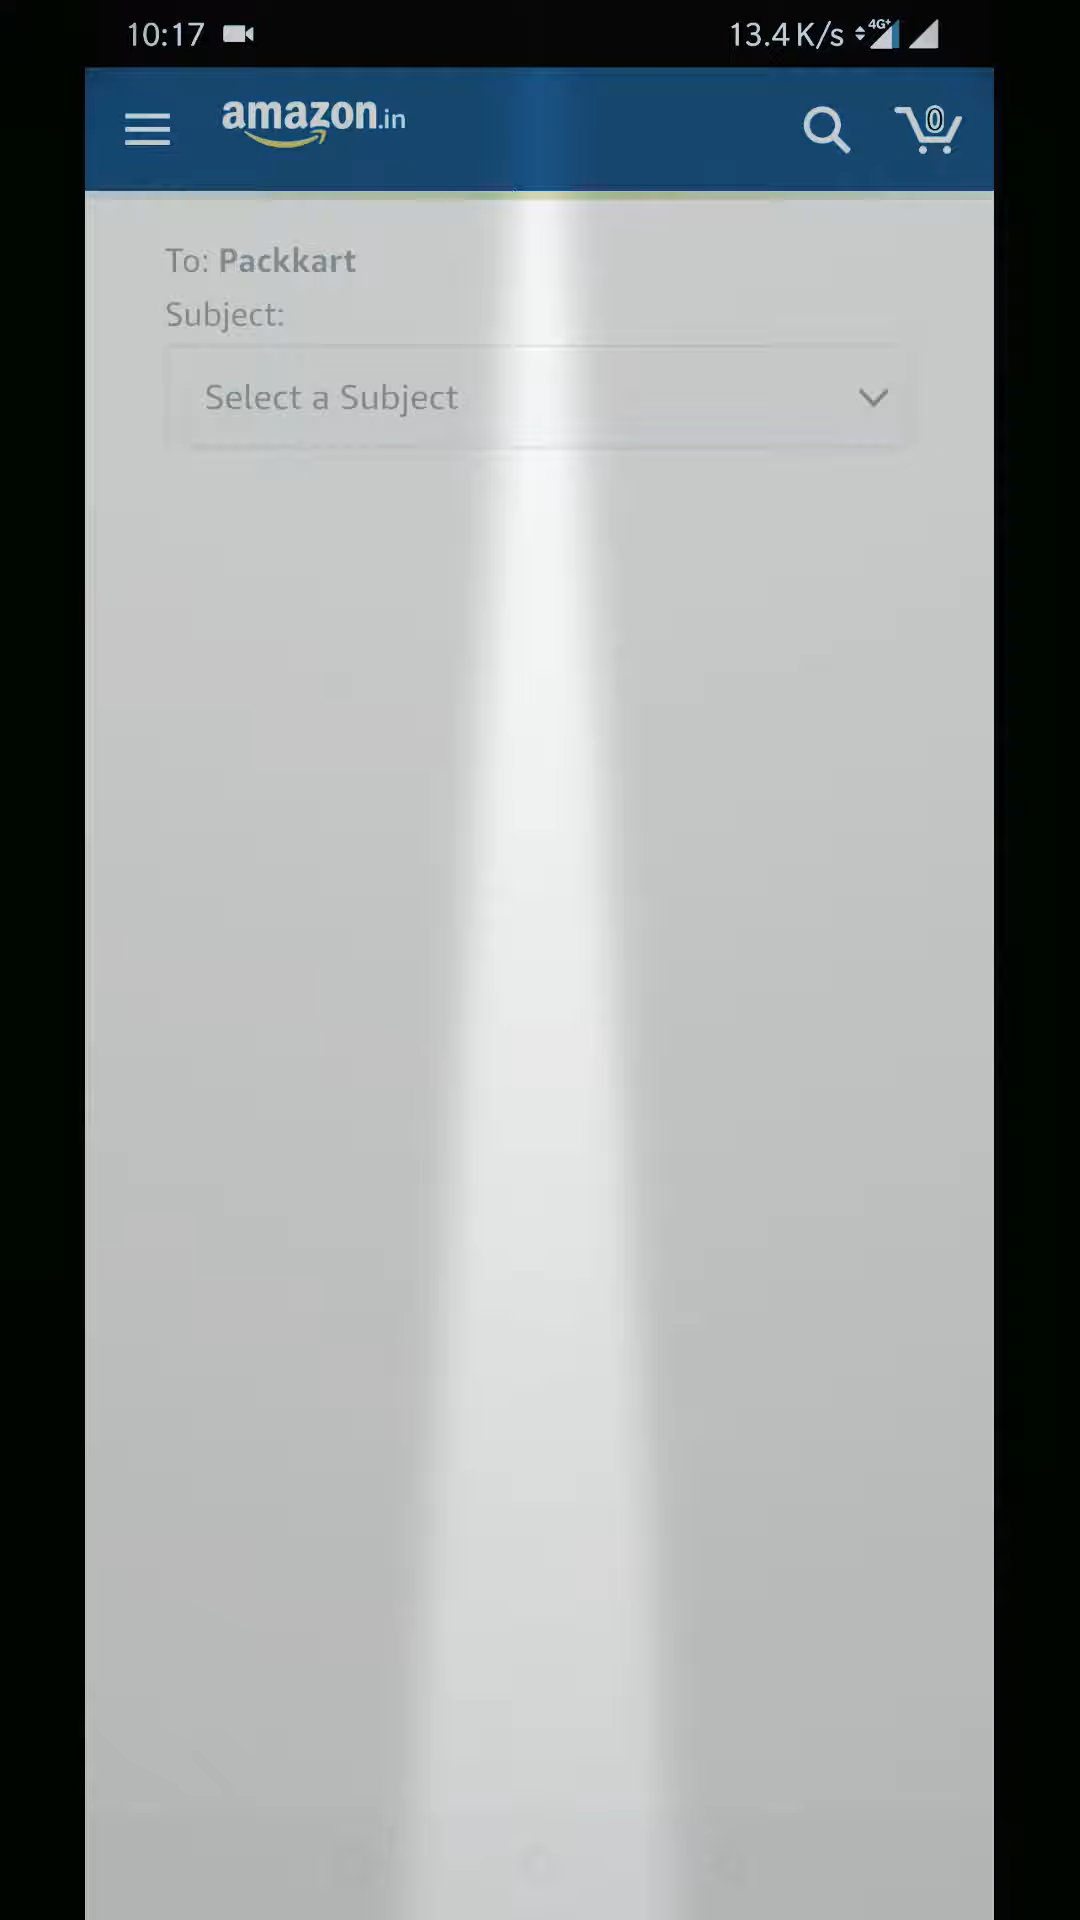 10:17 13.4 K/s 4G+
amazon.in 0
To: Packkart
Subject:
Select a Subject